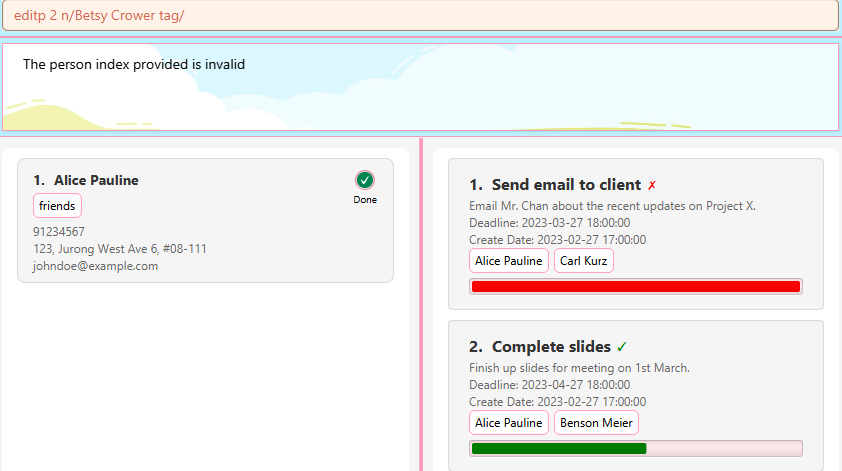 editp 2 n/Betsy Crower tag/
The person index provided is invalid
1. Alice Pauline
friends
Done
91234567
123, Jurong West Ave 6, #08-111
johndoe@example.com
1. Send email to client ✗
Email Mr. Chan about the recent updates on Project X.
Deadline: 2023-03-27 18:00:00
Create Date: 2023-02-27 17:00:00
Alice Pauline Carl Kurz
2. Complete slides ✓
Finish up slides for meeting on 1st March.
Deadline: 2023-04-27 18:00:00
Create Date: 2023-02-27 17:00:00
Alice Pauline Benson Meier